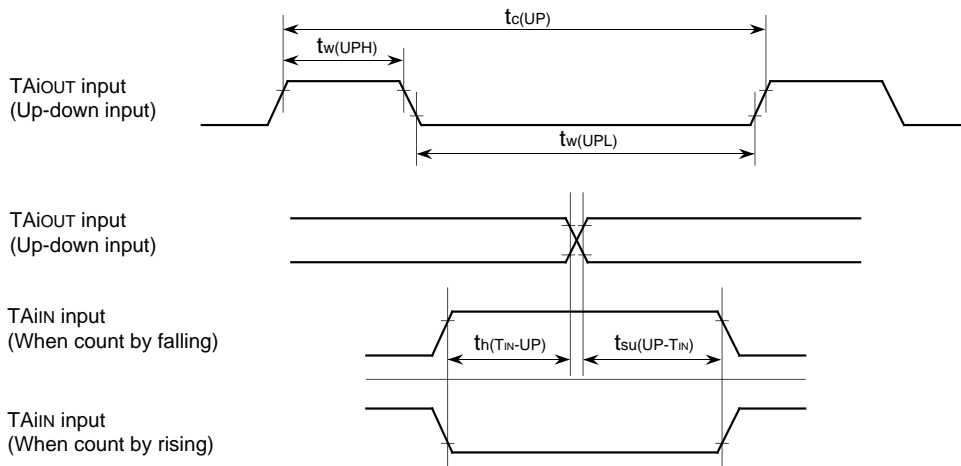 tc(UP)
tw(UPH)
TAiOUT input
(Up-down input)
tw(UPL)
TAiOUT input
(Up-down input)
TAiIN input
(When count by falling)
th(TIN-UP)
tsu(UP-TIN)
TAiIN input
(When count by rising)